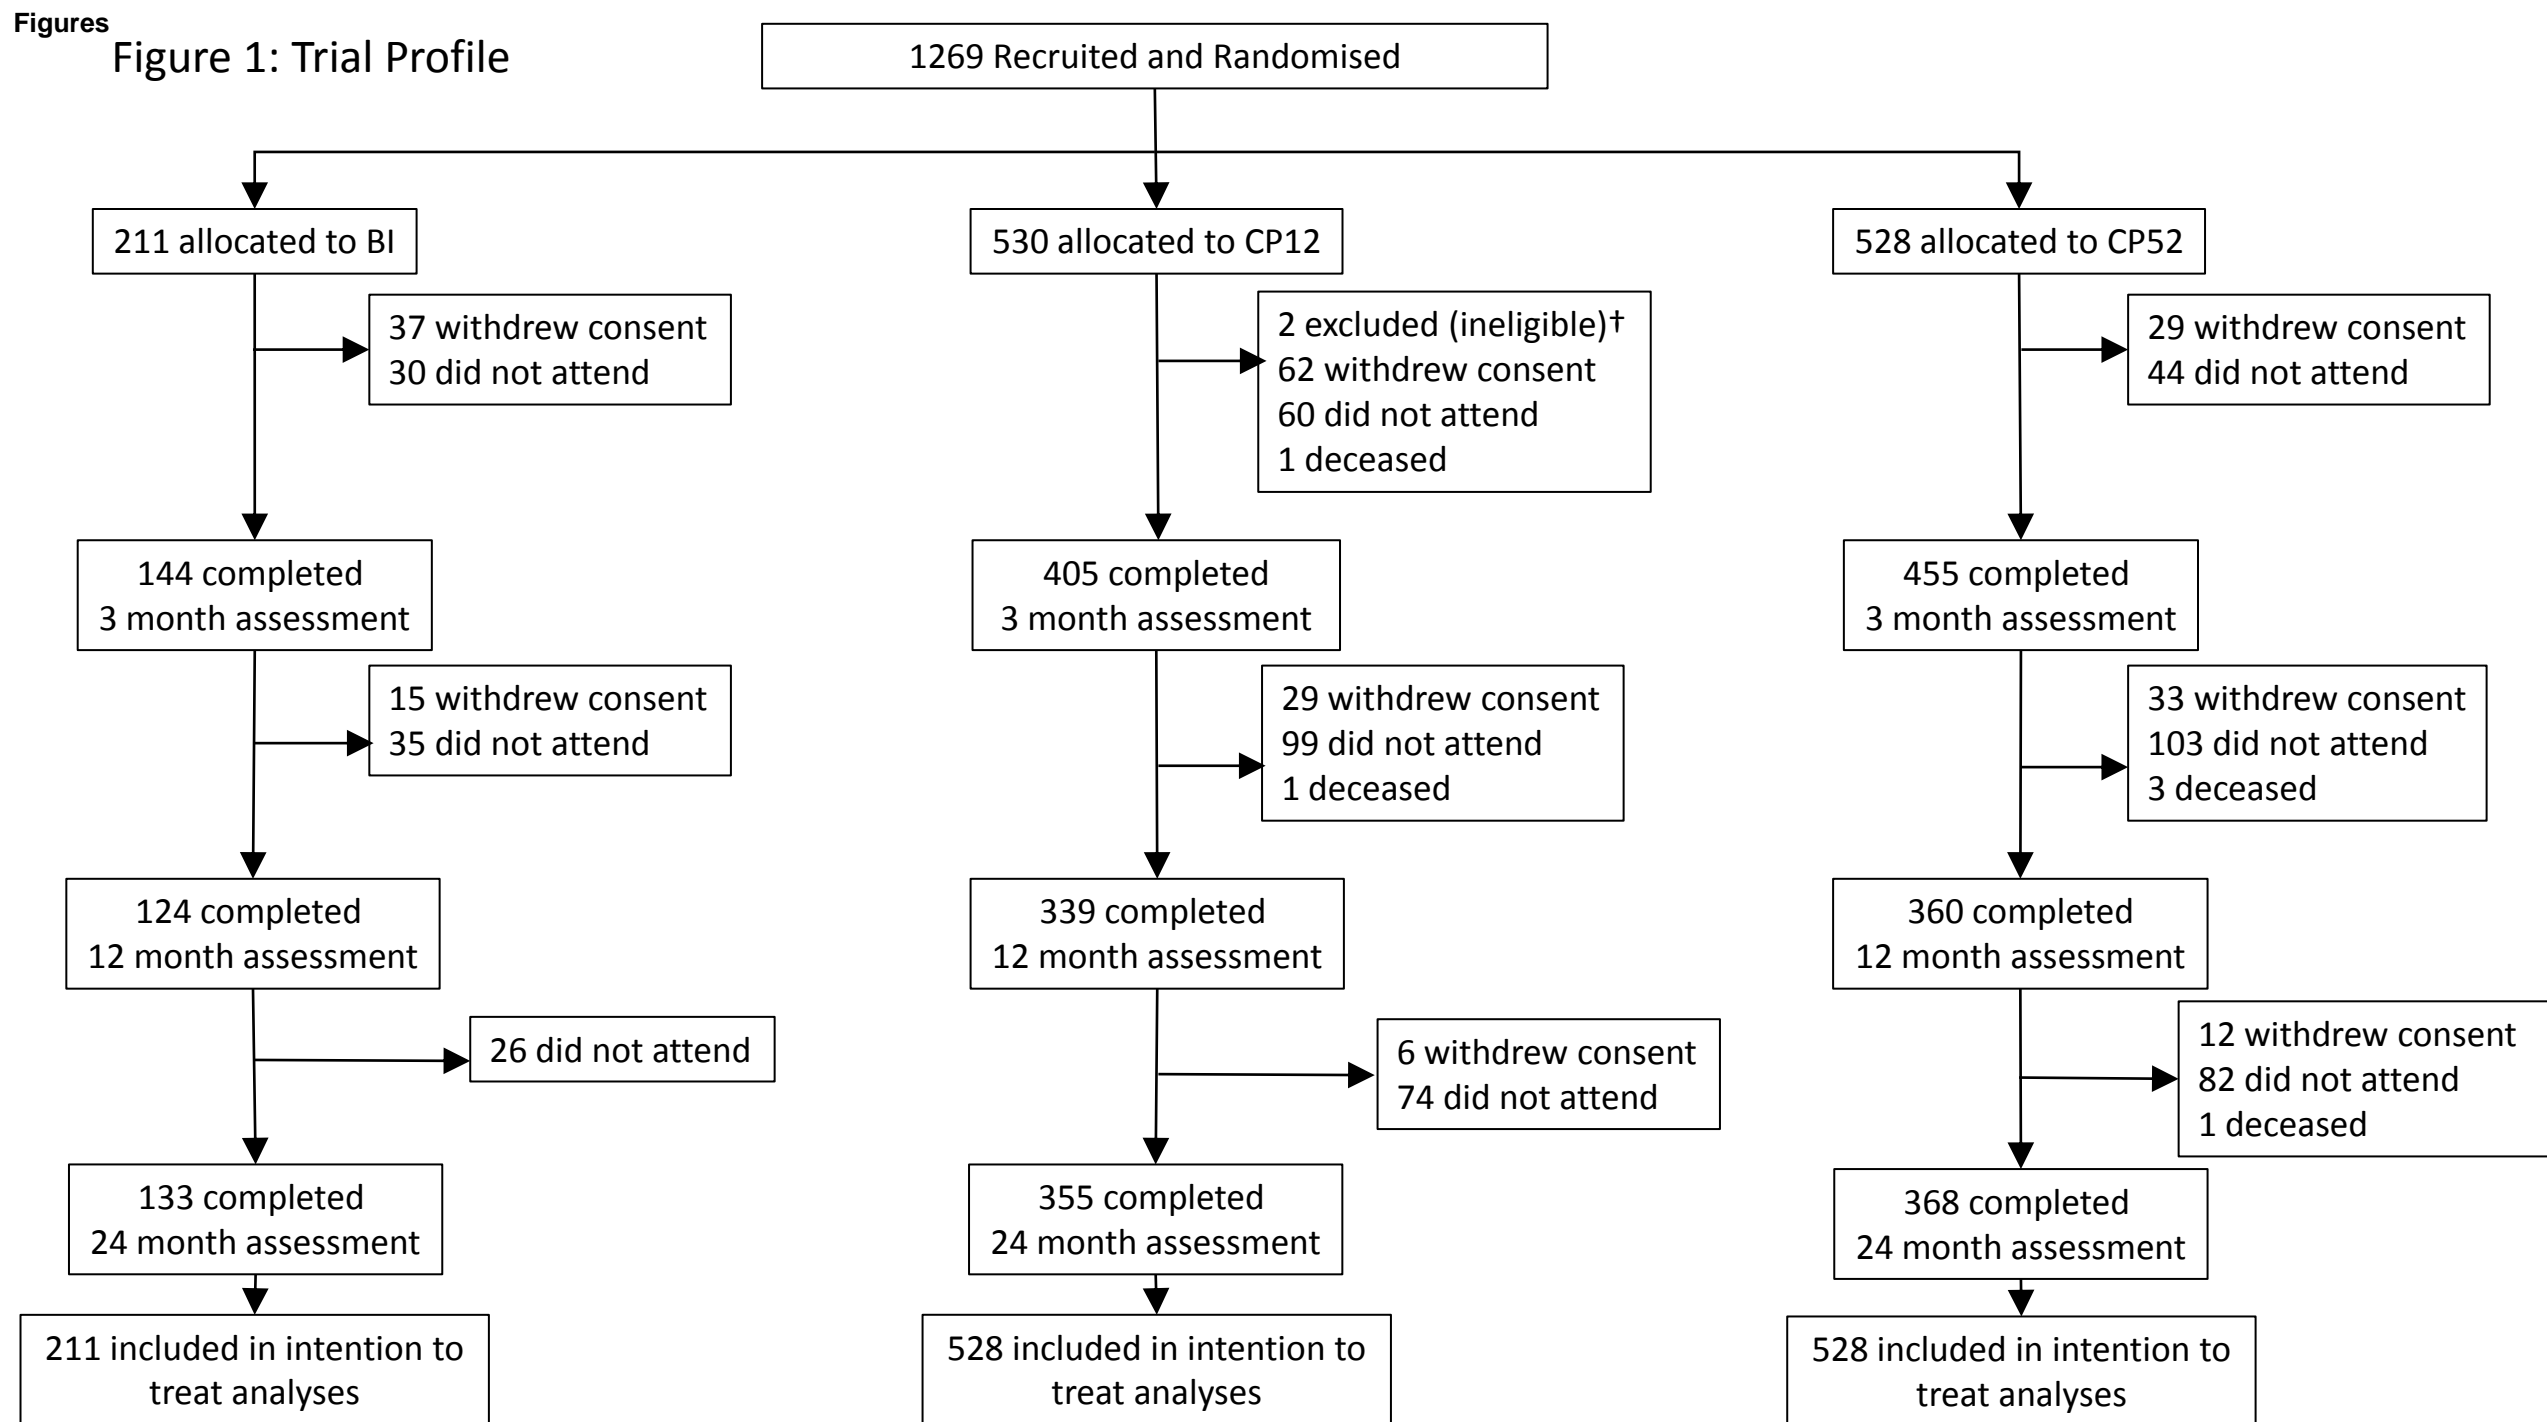 Figures
Figure 1: Trial Profile
1269 Recruited and Randomised
211 allocated to BI
530 allocated to CP12
528 allocated to CP52
37 withdrew consent
30 did not attend
2 excluded (ineligible)†
62 withdrew consent
60 did not attend
1 deceased
29 withdrew consent
44 did not attend
144 completed
3 month assessment
405 completed
3 month assessment
455 completed
3 month assessment
15 withdrew consent
35 did not attend
29 withdrew consent
99 did not attend
1 deceased
33 withdrew consent
103 did not attend
3 deceased
124 completed
12 month assessment
339 completed
12 month assessment
360 completed
12 month assessment
26 did not attend
6 withdrew consent
74 did not attend
12 withdrew consent
82 did not attend
1 deceased
133 completed
24 month assessment
355 completed
24 month assessment
368 completed
24 month assessment
211 included in intention to
treat analyses
528 included in intention to
treat analyses
528 included in intention to
treat analyses